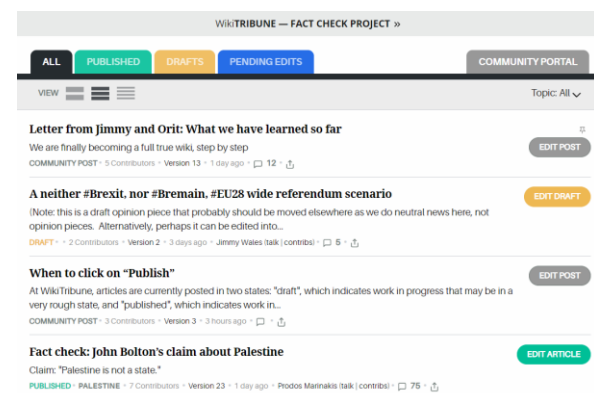 WikiTRIBUNE — FACT CHECK PROJECT »
ALL PUBLISHED DRAFTS PENDING EDITS COMMUNITY PORTAL
VIEW Topic: All
Letter from Jimmy and Orit: What we have learned so far
We are finally becoming a full true wiki, step by step
EDIT POST
COMMUNITY POST • 5 Contributors • Version 13 • 1 day ago • 12 •
A neither #Brexit, nor #Bremain, #EU28 wide referendum scenario
EDIT DRAFT
(Note: this is a draft opinion piece that probably should be moved elsewhere as we do neutral news here, not
opinion pieces. Alternatively, perhaps it can be edited into...
DRAFT • • 2 Contributors • Version 2 • 3 days ago • Jimmy Wales (talk | contribs) • 5 •
When to click on “Publish”
EDIT POST
At WikiTribune, articles are currently posted in two states: "draft", which indicates work in progress that may be in a
very rough state, and "published", which indicates work in...
COMMUNITY POST • 3 Contributors • Version 3 • 3 hours ago • •
Fact check: John Bolton’s claim about Palestine
EDIT ARTICLE
Claim: "Palestine is not a state."
PUBLISHED • PALESTINE • 7 Contributors • Version 23 • 1 day ago • Prodos Marinakis (talk | contribs) • 75 •